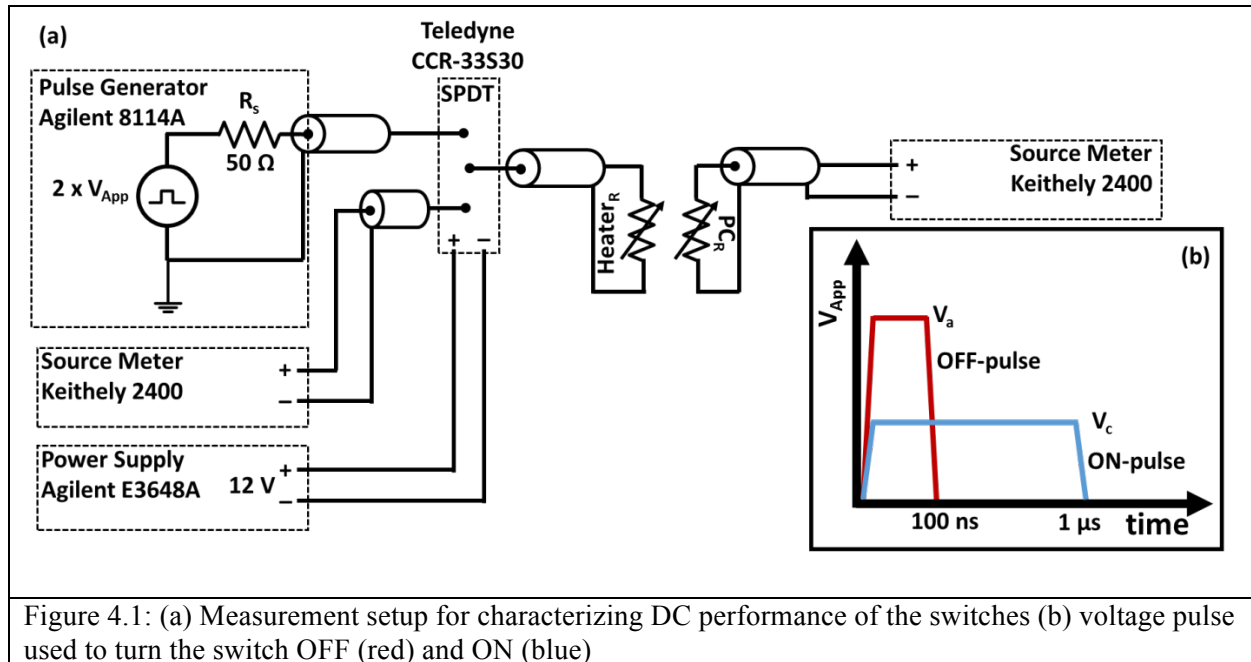 (a)
Teledyne
CCR-33S30
SPDT
Pulse Generator
Agilent 8114A
Rs
50 Ω
2 x VApp
Source Meter
Keithely 2400
+
−
Power Supply
Agilent E3648A
12 V
+
−
+ −
HeaterR
PCR
+
−
Source Meter
Keithely 2400
(b)
VApp
Va
OFF-pulse
Vc
ON-pulse
100 ns
1 µs
time
Figure 4.1: (a) Measurement setup for characterizing DC performance of the switches (b) voltage pulse
used to turn the switch OFF (red) and ON (blue)